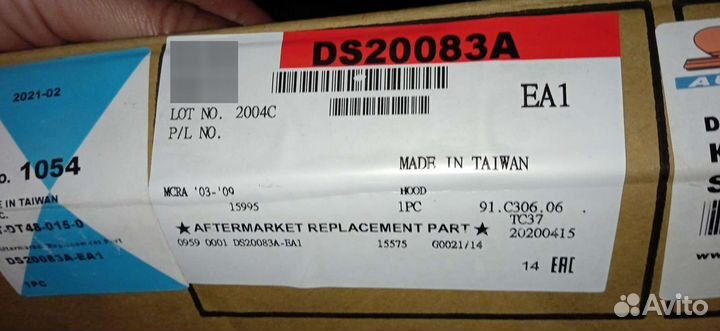 2021-02
o. 1054
E IN TAIWAN
C.
-DT48-015-0
DS20083A-EA1
1PC
DS20083A
EA1
LOT NO. 2004C
P/L NO.
MADE IN TAIWAN
MCRA '03-'09 HOOD
15995 1PC 91.C306.06
TC37
★ AFTERMARKET REPLACEMENT PART ★ 20200415
0959 0001 DS20083A-EA1 15575 G0021/14
14 EAC
A
D
K
S
www.
Avito